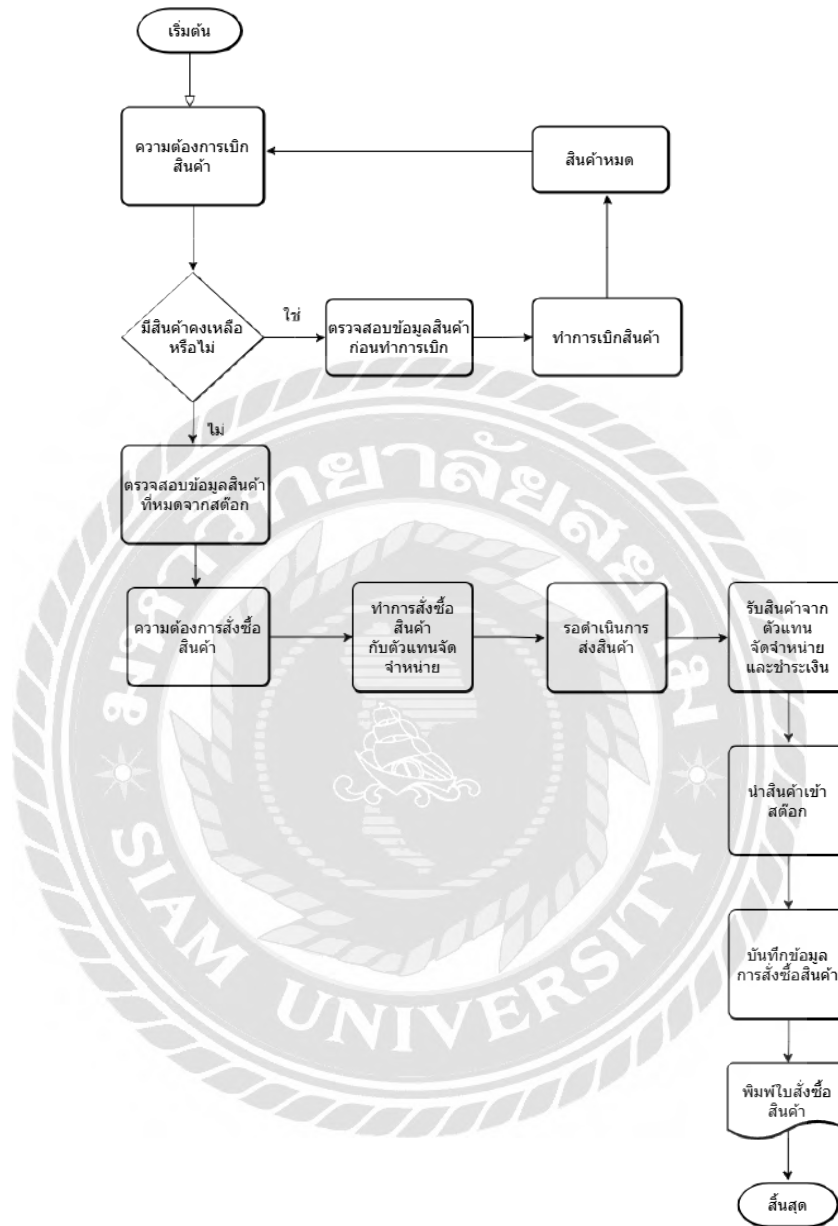 เริ่มต้น
ความต้องการเบิก
สินค้า
สินค้าหมด
มีสินค้าคงเหลือ
หรือไม่
ใช่
ตรวจสอบข้อมูลสินค้า
ก่อนทำการเบิก
ทำการเบิกสินค้า
ไม่
ตรวจสอบข้อมูลสินค้า
ที่หมดจากสต๊อก
ความต้องการสั่งซื้อ
สินค้า
ทำการสั่งซื้อ
สินค้า
กับตัวแทนจัด
จำหน่าย
รอดำเนินการ
ส่งสินค้า
รับสินค้าจาก
ตัวแทน
จัดจำหน่าย
และชำระเงิน
นำสินค้าเข้า
สต๊อก
บันทึกข้อมูล
การสั่งซื้อสินค้า
พิมพ์ใบสั่งซื้อ
สินค้า
สิ้นสุด
มหาวิทยาลัยสยาม
SIAM UNIVERSITY